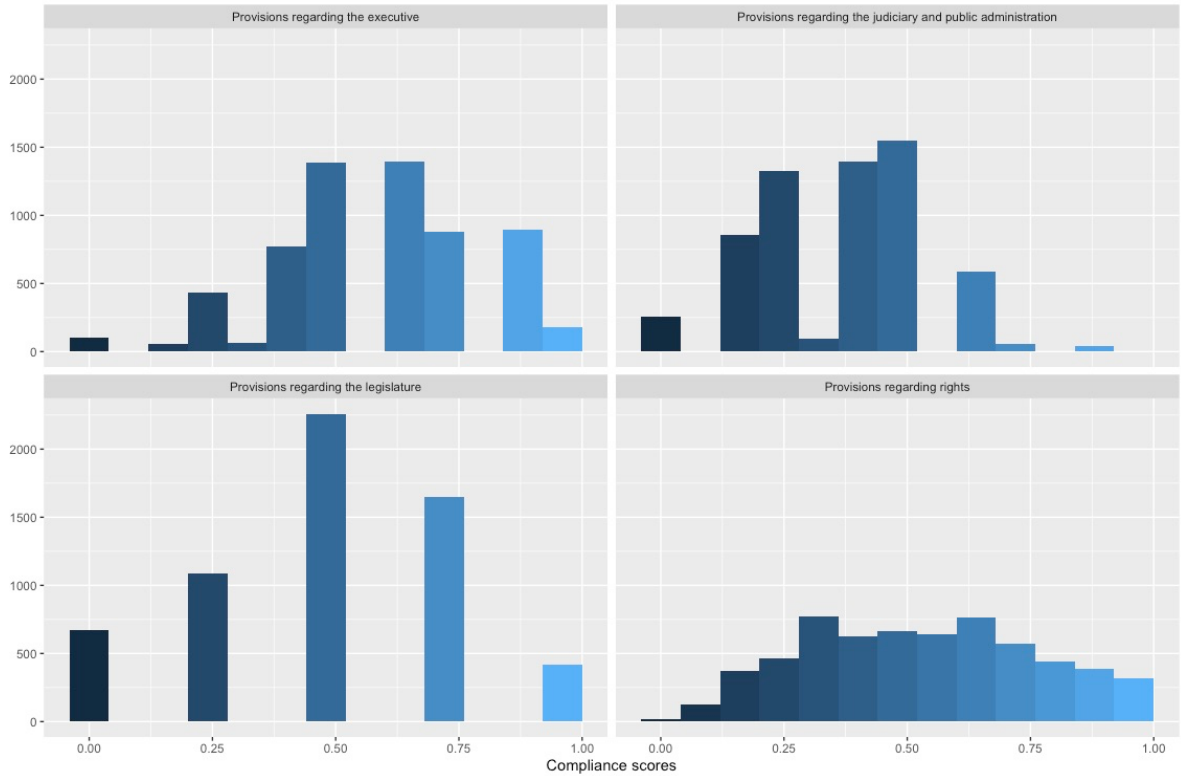 Provisions regarding the executive
Provisions regarding the judiciary and public administration
2000
1500
1000
500
0
Provisions regarding the legislature
Provisions regarding rights
2000
1500
1000
500
0
0.00 0.25 0.50 0.75 1.00
0.00 0.25 0.50 0.75 1.00
Compliance scores